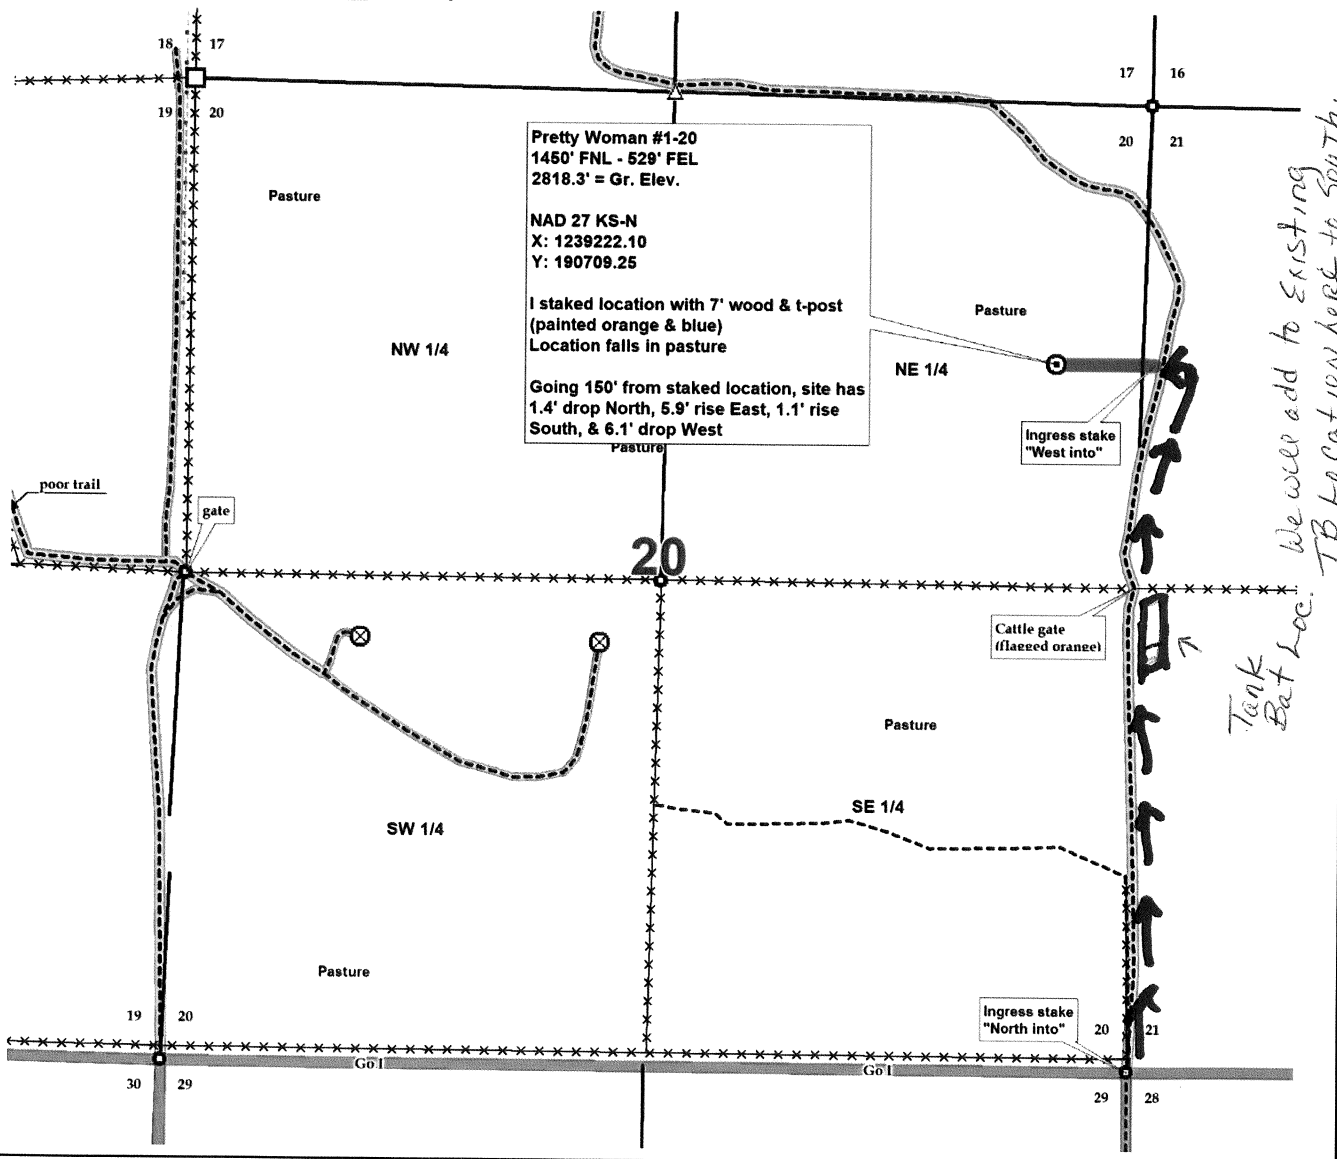 18 17
17 16
19 20
20 21
Pretty Woman #1-20
1450' FNL - 529' FEL
2818.3' = Gr. Elev.
NAD 27 KS-N
X: 1239222.10
Y: 190709.25
I staked location with 7' wood & t-post
(painted orange & blue)
Location falls in pasture
Going 150' from staked location, site has
1.4' drop North, 5.9' rise East, 1.1' rise
South, & 6.1' drop West
Pasture
Pasture
NW 1/4
NE 1/4
Pasture
Ingress stake
"West into"
We will add to Existing
TB Location here to South.
poor trail
gate
20
Cattle gate
(flagged orange)
Tank
Bat Loc.
Pasture
SE 1/4
SW 1/4
Pasture
Ingress stake
"North into"
19 20
20 21
Go I
Go I
30 29
29 28